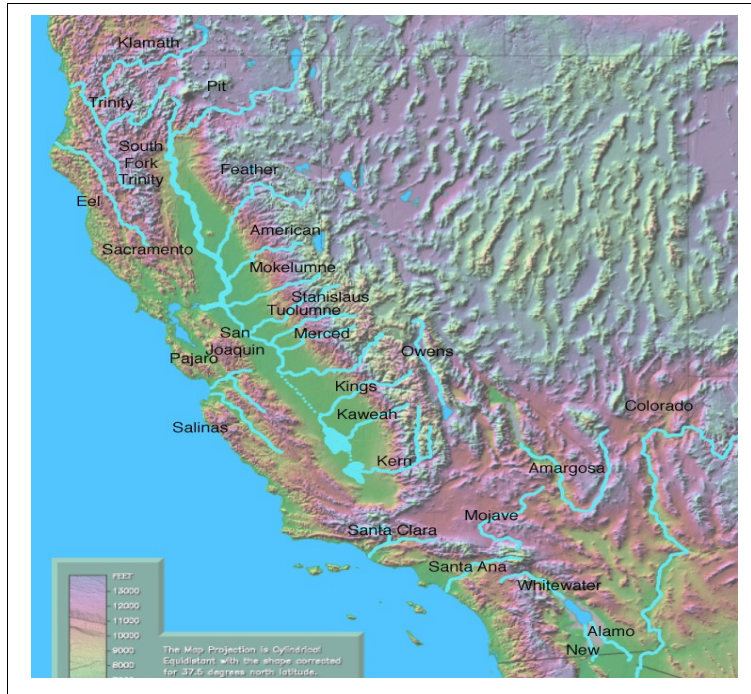 Klamath
Pit
Trinity
South
Fork
Trinity
Feather
Eel
American
Sacramento
Mokelumne
Stanislaus
Tuolumne
San
Joaquin
Merced
Pajaro
Owens
Kings
Kaweah
Salinas
Colorado
Kern
Amargosa
Mojave
Santa Clara
Santa Ana
Whitewater
Alamo
New
FEET
13000
12000
11000
10000
9000
8000
The Map Projection is Cylindrical
Equidistant with the shape corrected
for 37.5 degrees north latitude.